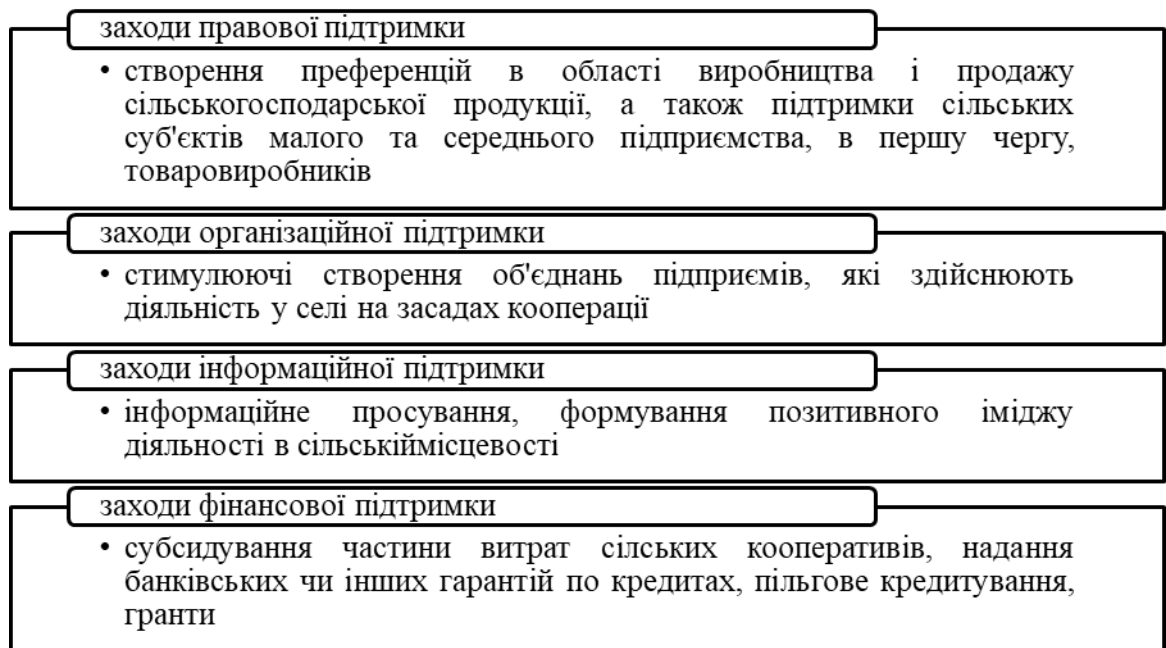 заходи правової підтримки
• створення преференцій в області виробництва і продажу
сільськогосподарської продукції, а також підтримки сільських
суб'єктів малого та середнього підприємства, в першу чергу,
товаровиробників
заходи організаційної підтримки
• стимулюючі створення об'єднань підприємів, які здійснюють
діяльність у селі на засадах кооперації
заходи інформаційної підтримки
• інформаційне просування, формування позитивного іміджу
діяльності в сільськіймісцевості
заходи фінансової підтримки
• субсидування частини витрат сілських кооперативів, надання
банківських чи інших гарантій по кредитах, пільгове кредитування,
гранти